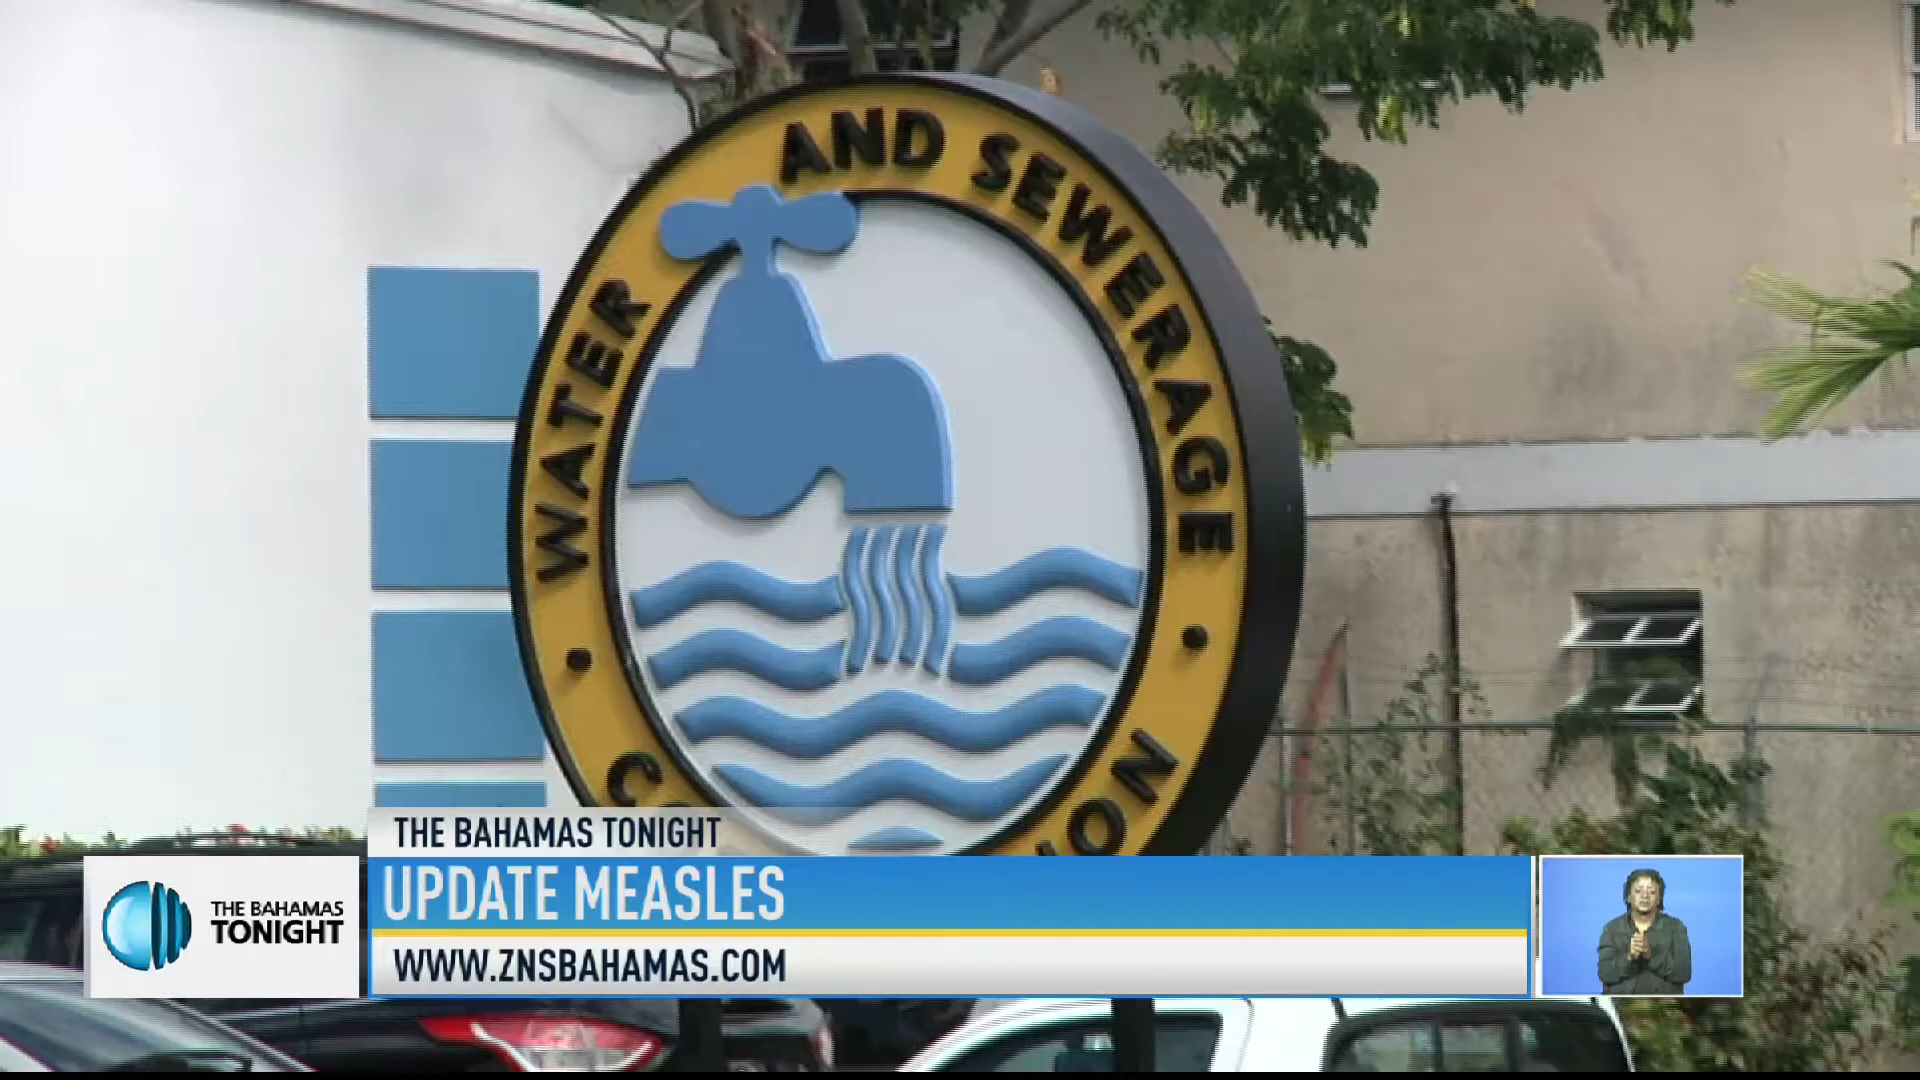 WATER AND SEWERAGE
THE BAHAMAS TONIGHT
UPDATE MEASLES
WWW.ZNSBAHAMAS.COM
THE BAHAMAS
TONIGHT